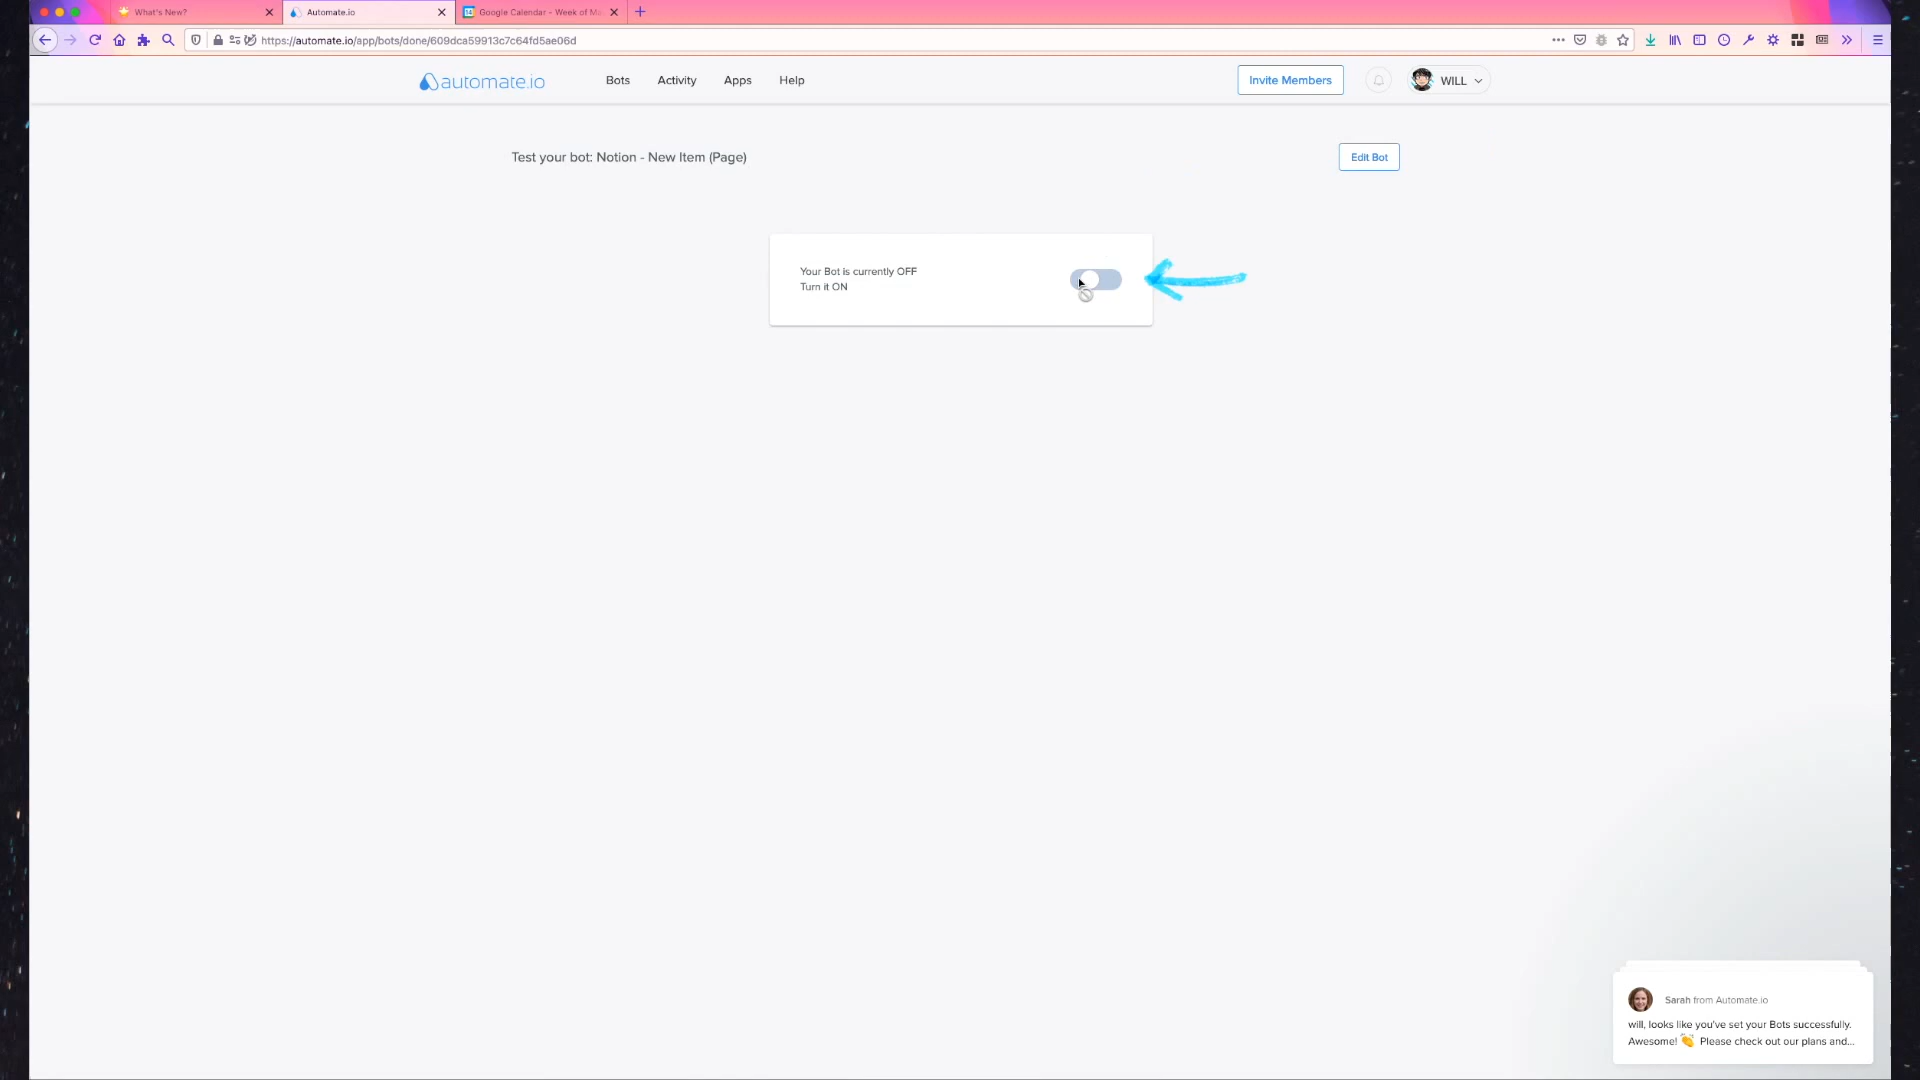 What's New?
Automate.io
Google Calendar - Week of Ma
https://automate.io/app/bots/done/609dca59913c7c64fd5ae06d
automate.io
Bots
Activity
Apps
Help
Invite Members
WILL
Test your bot: Notion - New Item (Page)
Edit Bot
Your Bot is currently OFF
Turn it ON
Sarah from Automate.io
will, looks like you've set your Bots successfully.
Awesome! 👏 Please check out our plans and...